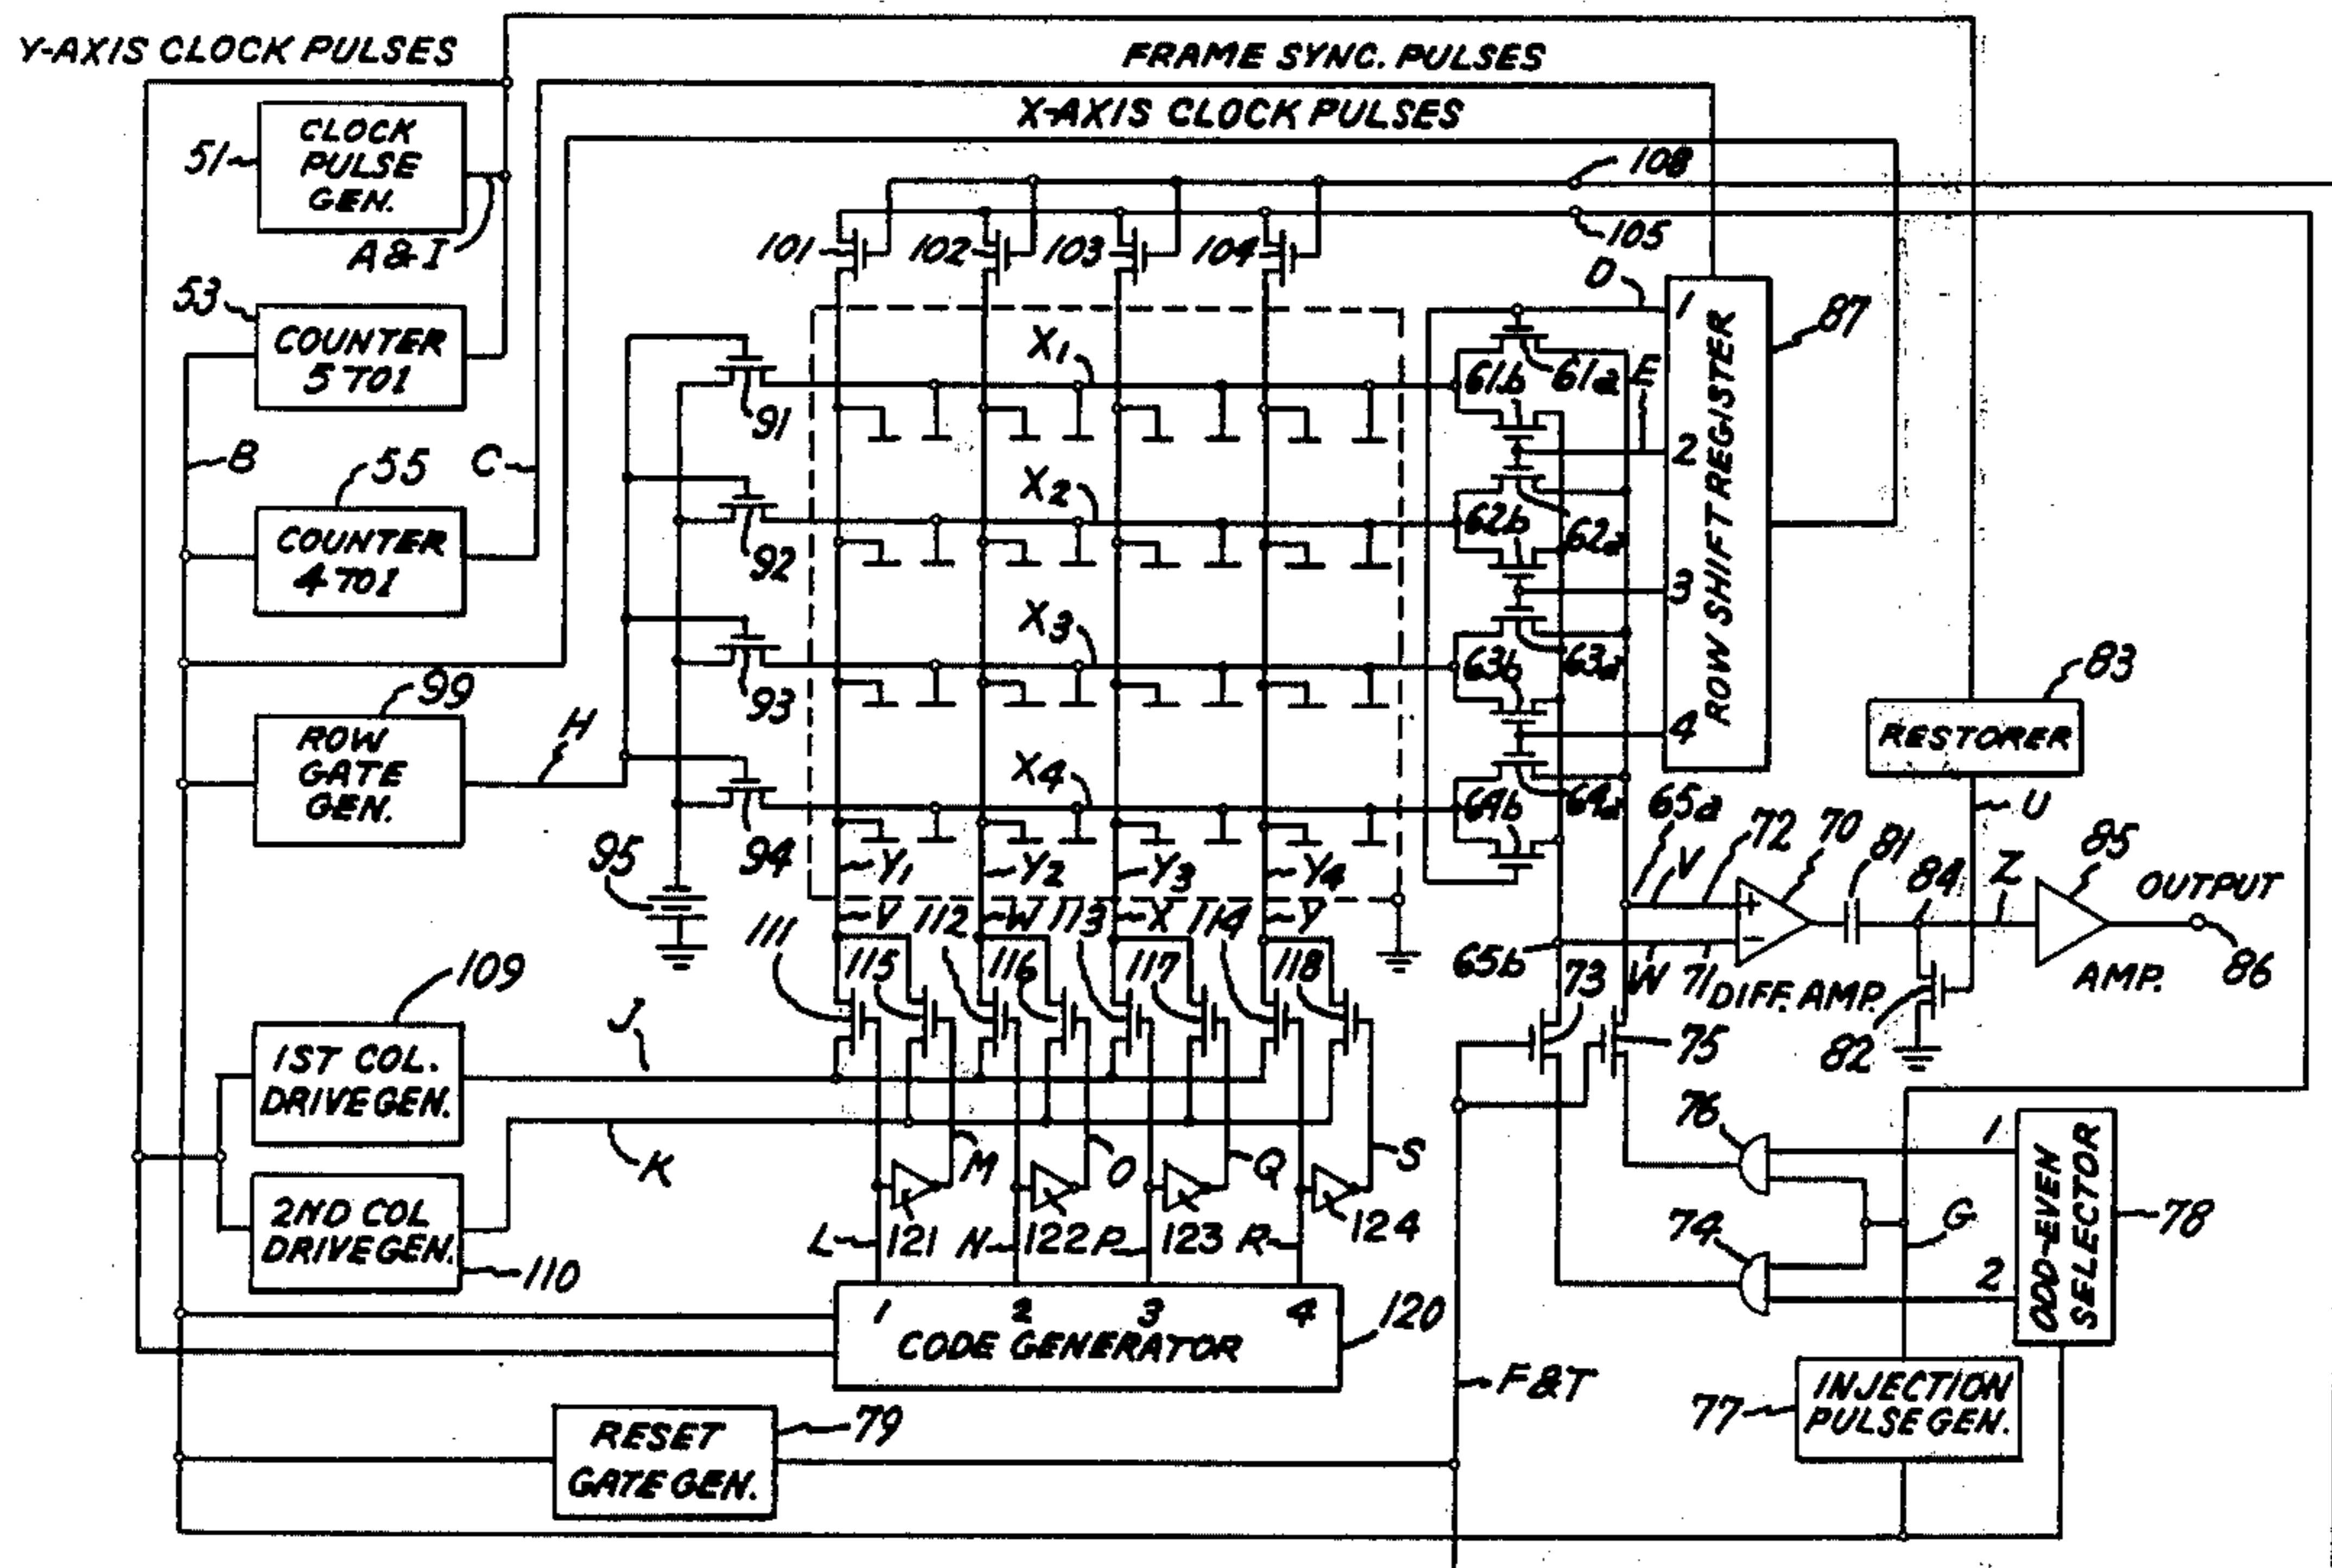 Y-AXIS CLOCK PULSES
FRAME SYNC. PULSES
X-AXIS CLOCK PULSES
51
CLOCK
PULSE
GEN.
A&I
108
105
101
102
103
104
53
COUNTER
5 TO 1
D
1
87
X1
61b
61a
E
91
B
55
C
2
ROW SHIFT REGISTER
COUNTER
4 TO 1
X2
62b
62a
92
3
X3
63b
63a
93
99
ROW
GATE
GEN.
H
4
83
RESTORER
X4
64b
64a
94
65a
U
95
Y1
Y2
Y3
Y4
72
70
81
85
V
84
Z
OUTPUT
86
111
V
112
W
113
X
114
Y
+
-
115
116
117
118
65b
73
W
71
DIFF. AMP.
AMP.
82
75
109
1ST COL.
DRIVE GEN.
J
K
76
1
M
O
Q
S
2ND COL
DRIVE GEN.
110
L
121
N
122
P
123
R
124
74
G
2
ODD-EVEN
SELECTOR
78
1
2
3
4
CODE GENERATOR
120
F&T
77
INJECTION
PULSE GEN.
79
RESET
GATE GEN.